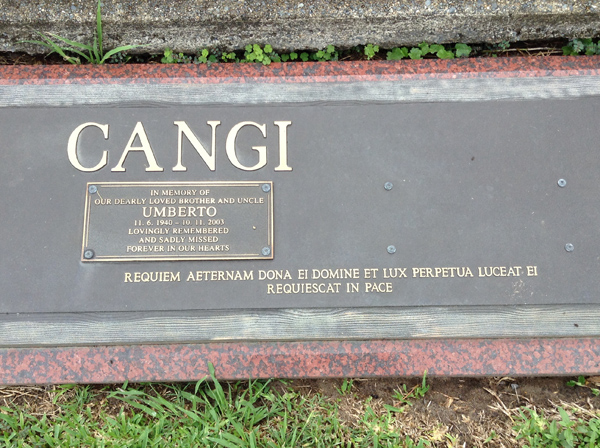 CANGI
IN MEMORY OF
OUR DEARLY LOVED BROTHER AND UNCLE
UMBERTO
11. 6. 1940 - 10. 11. 2003
LOVINGLY REMEMBERED
AND SADLY MISSED
FOREVER IN OUR HEARTS
REQUIEM AETERNAM DONA EI DOMINE ET LUX PERPETUA LUCEAT EI
REQUIESCAT IN PACE